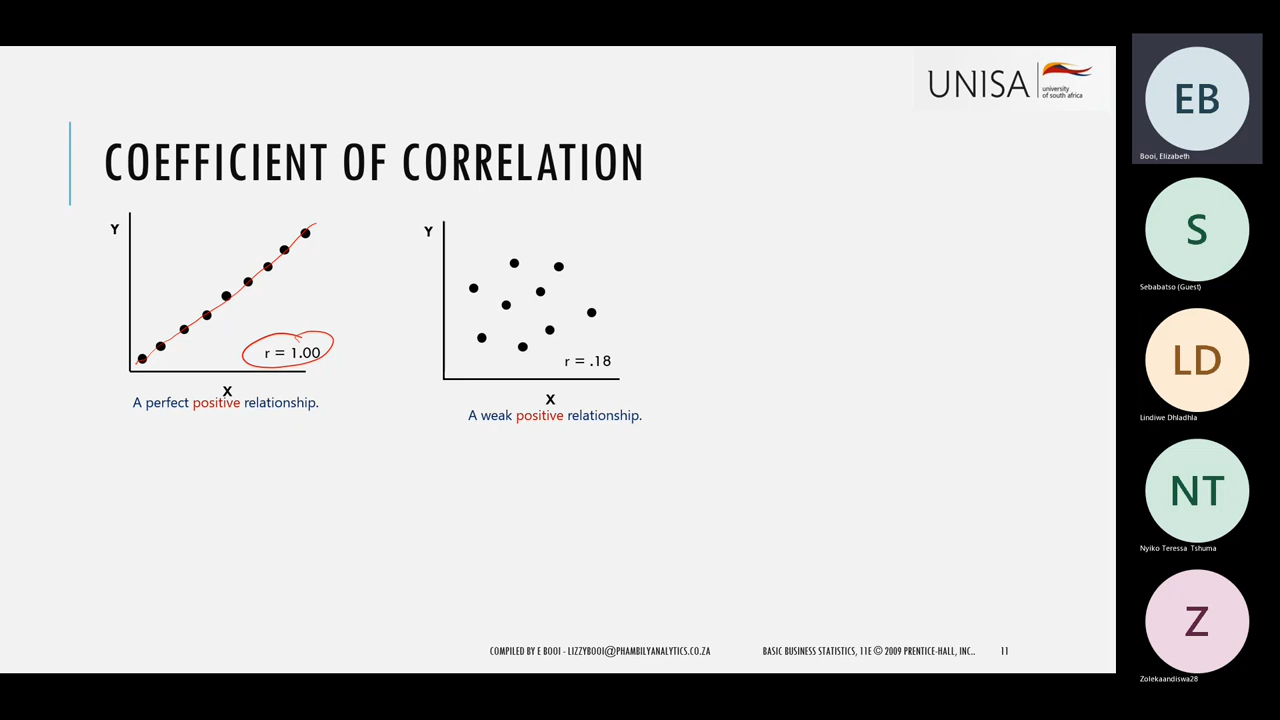 UNISA
university
of south africa
COEFFICIENT OF CORRELATION
Y
r = 1.00
X
A perfect positive relationship.
Y
r = .18
X
A weak positive relationship.
COMPILED BY E BOOI - LIZZYBOOI@PHAMBILYANALYTICS.CO.ZA
BASIC BUSINESS STATISTICS, 11E © 2009 PRENTICE-HALL, INC..
11
EB
Booi, Elizabeth
S
Sebabatso (Guest)
LD
Lindiwe Dhladhla
NT
Nyiko Teressa Tshuma
Z
Zolekaandiswa28